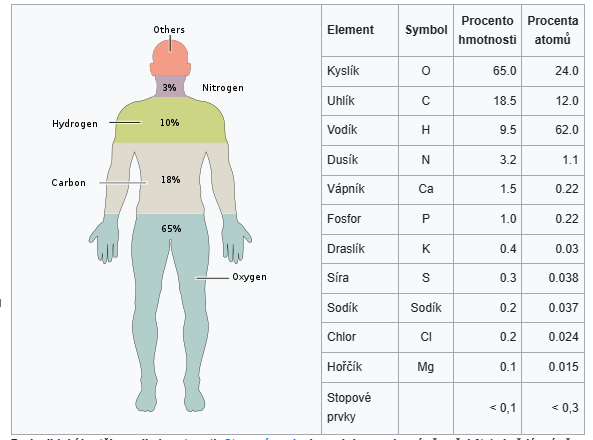 Others
3%
Nitrogen
Hydrogen
10%
Carbon
18%
65%
Oxygen
Element Symbol Procento hmotnosti Procenta atomů
Kyslík O 65.0 24.0
Uhlík C 18.5 12.0
Vodík H 9.5 62.0
Dusík N 3.2 1.1
Vápník Ca 1.5 0.22
Fosfor P 1.0 0.22
Draslík K 0.4 0.03
Síra S 0.3 0.038
Sodík Sodík 0.2 0.037
Chlor Cl 0.2 0.024
Hořčík Mg 0.1 0.015
Stopové prvky < 0,1 < 0,3